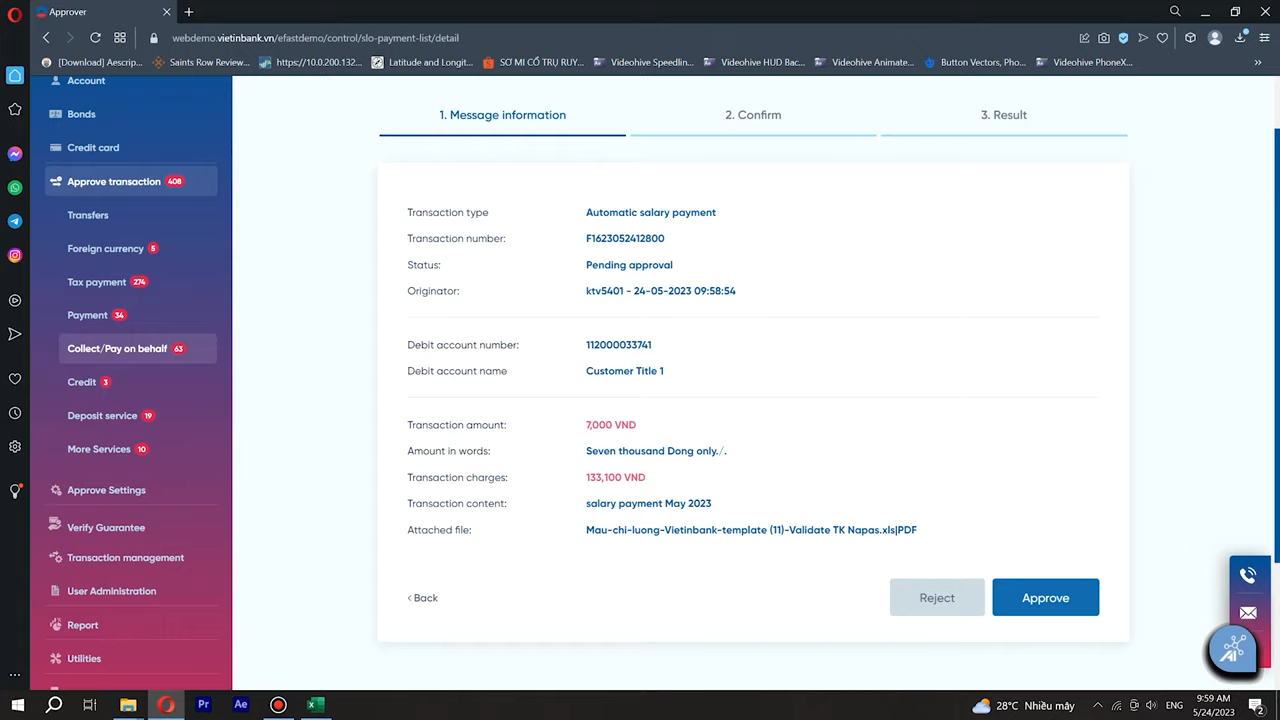 Approver
webdemo.vietinbank.vn/efastdemo/control/slo-payment-list/detail
[Download] Aescrip...
Saints Row Review...
https://10.0.200.132...
Latitude and Longit...
SƠ MI CỔ TRỤ RUY...
Videohive Speedlin...
Videohive HUD Bac...
Videohive Animate...
Button Vectors, Pho...
Videohive PhoneX...
Account
Bonds
Credit card
Approve transaction 408
Transfers
Foreign currency 5
Tax payment 274
Payment 34
Collect/Pay on behalf 63
Credit 3
Deposit service 19
More Services 10
Approve Settings
Verify Guarantee
Transaction management
User Administration
Report
Utilities
1. Message information
2. Confirm
3. Result
Transaction type Automatic salary payment
Transaction number: F1623052412800
Status: Pending approval
Originator: ktv5401 - 24-05-2023 09:58:54
Debit account number: 112000033741
Debit account name Customer Title 1
Transaction amount: 7,000 VND
Amount in words: Seven thousand Dong only./.
Transaction charges: 133,100 VND
Transaction content: salary payment May 2023
Attached file: Mau-chi-luong-Vietinbank-template (11)-Validate TK Napas.xls|PDF
‹ Back
Reject
Approve
AI
Pr
Ae
28°C Nhiều mây
ENG
9:59 AM
5/24/2023
2